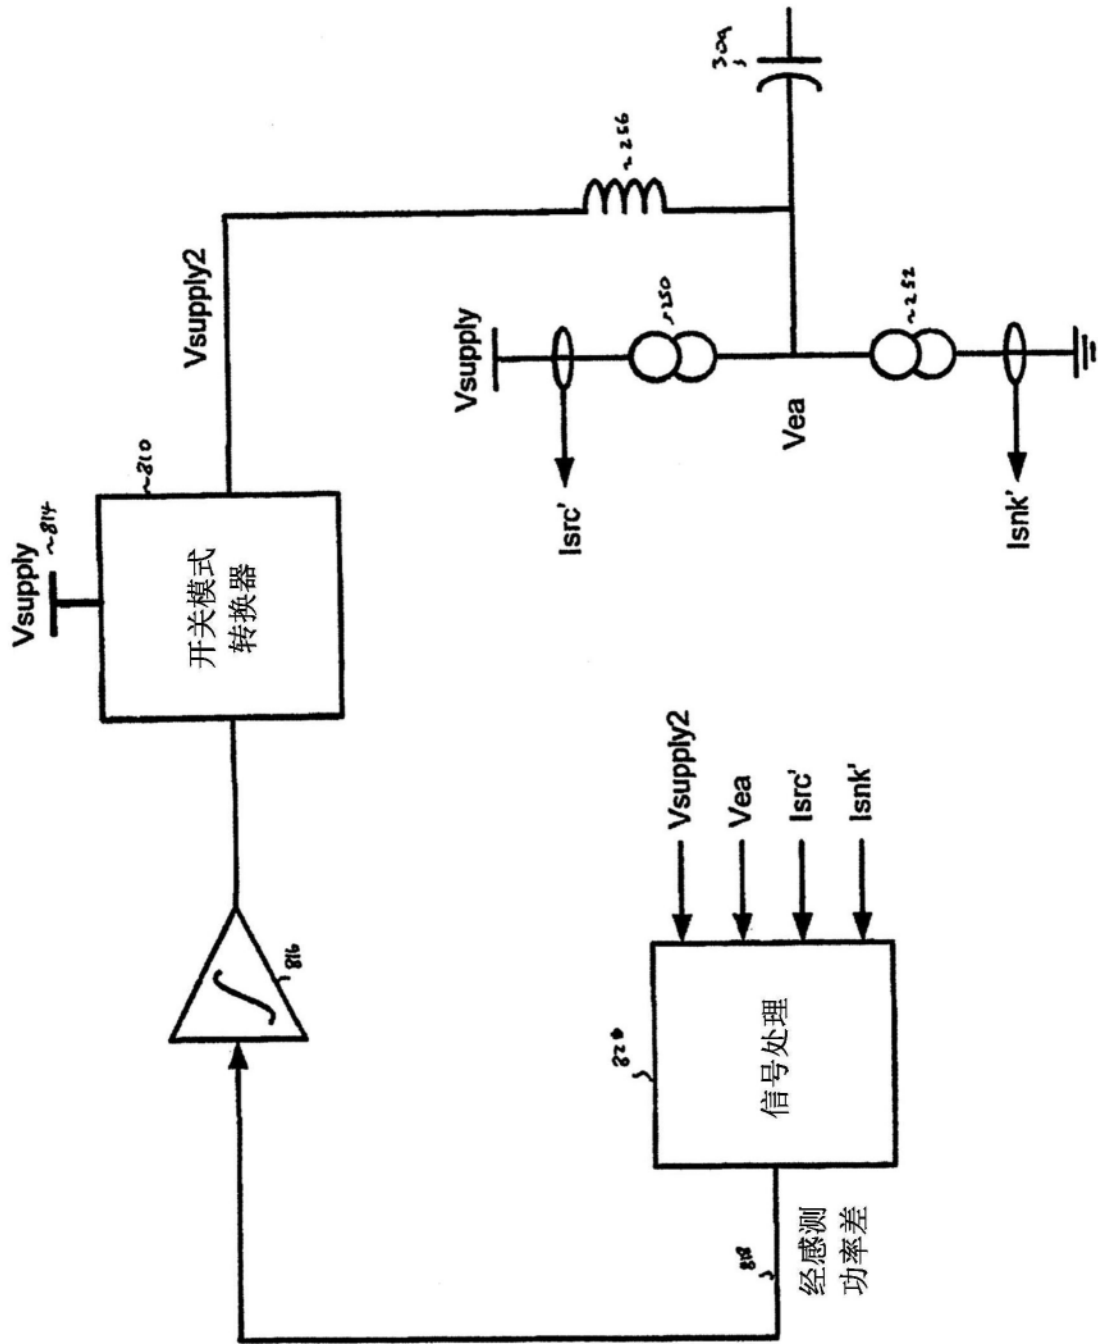 Vsupply
~814
开关模式
转换器
~810
Vsupply2
~256
309
816
Vsupply
250
~252
Isrc'
Vea
Isnk'
信号处理
Vsupply2
Vea
Isrc'
Isnk'
818
经感测
功率差